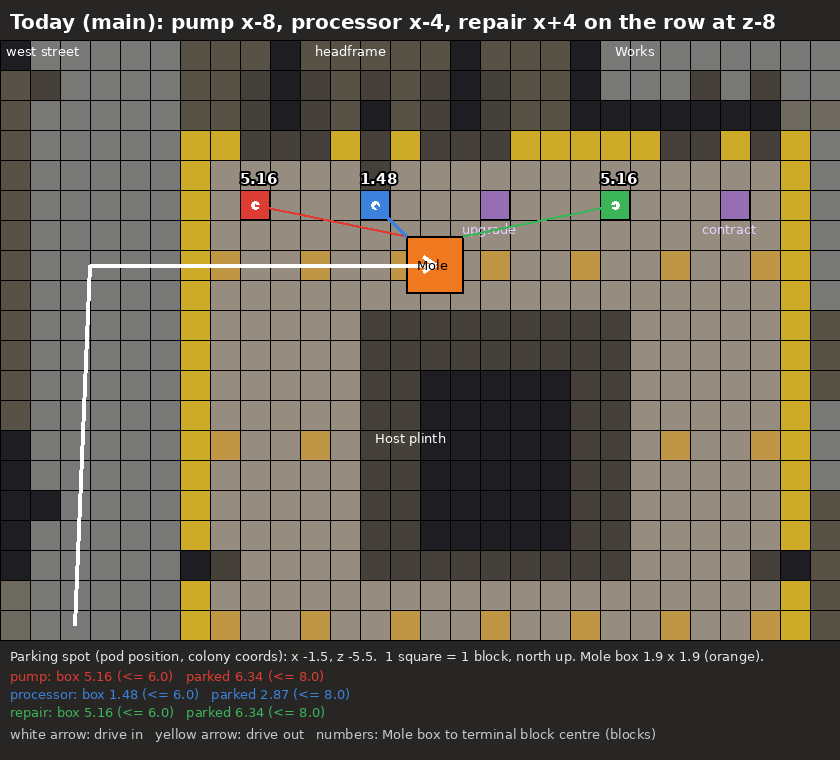 Today (main): pump x-8, processor x-4, repair x+4 on the row at z-8
west street headframe Works
5.16 1.48 5.16
upgrade contract
Mole
Host plinth
Parking spot (pod position, colony coords): x -1.5, z -5.5. 1 square = 1 block, north up. Mole box 1.9 x 1.9 (orange).
pump: box 5.16 (<= 6.0) parked 6.34 (<= 8.0)
processor: box 1.48 (<= 6.0) parked 2.87 (<= 8.0)
repair: box 5.16 (<= 6.0) parked 6.34 (<= 8.0)
white arrow: drive in yellow arrow: drive out numbers: Mole box to terminal block centre (blocks)